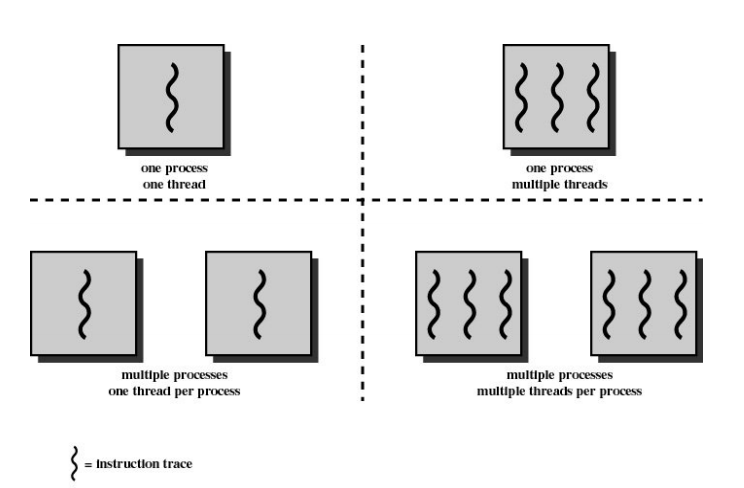 one process
one thread
one process
multiple threads
multiple processes
one thread per process
multiple processes
multiple threads per process
= instruction trace